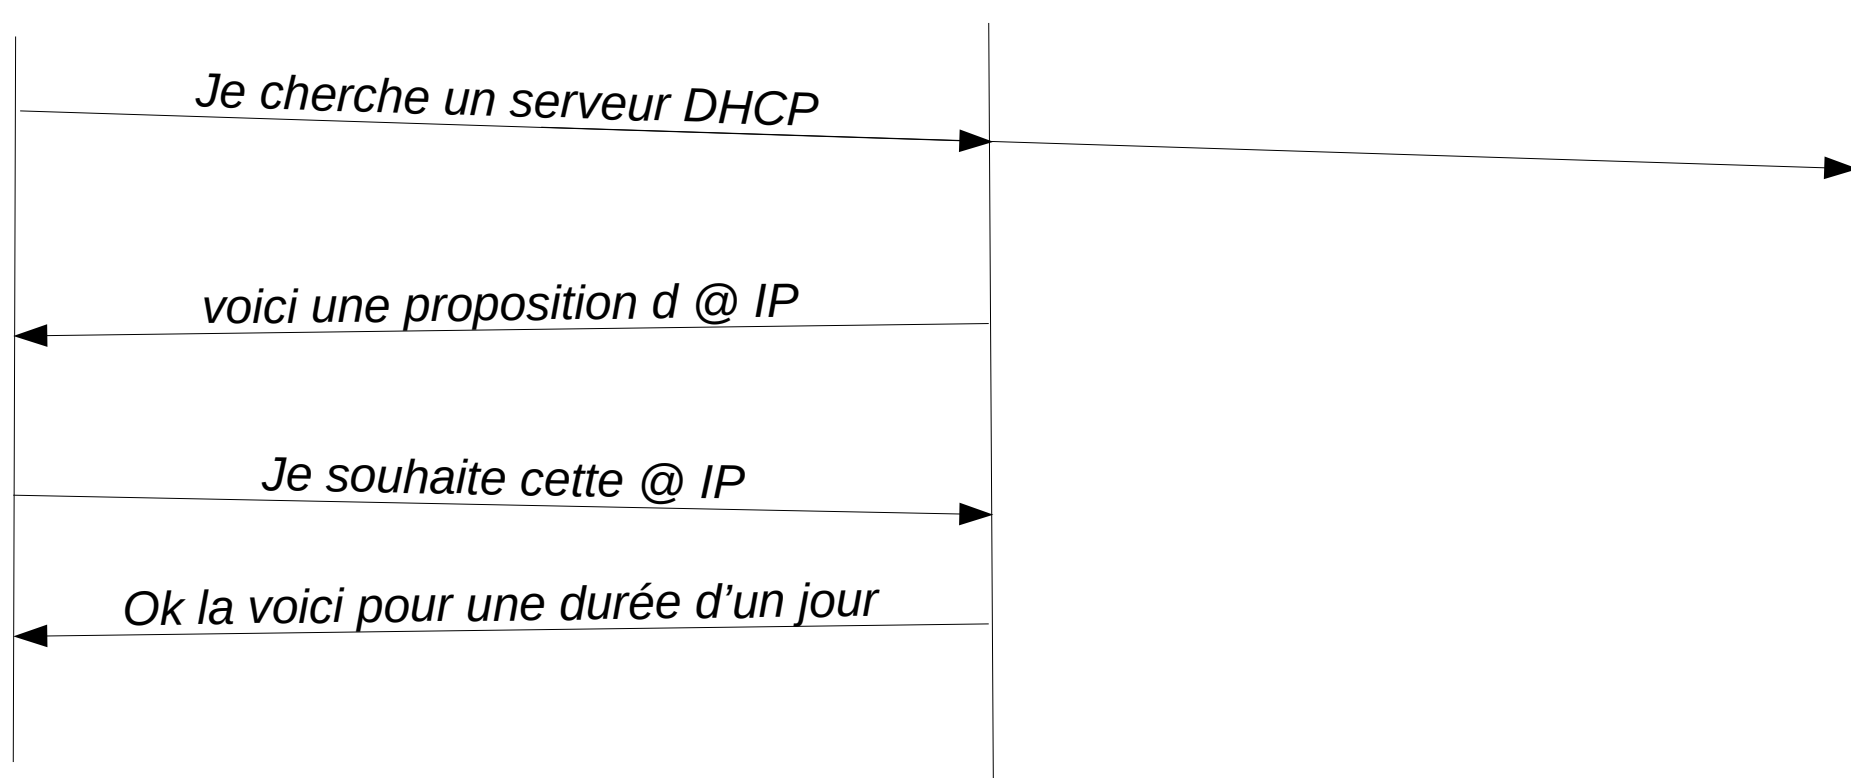 Je cherche un serveur DHCP
voici une proposition d @ IP
Je souhaite cette @ IP
Ok la voici pour une durée d’un jour